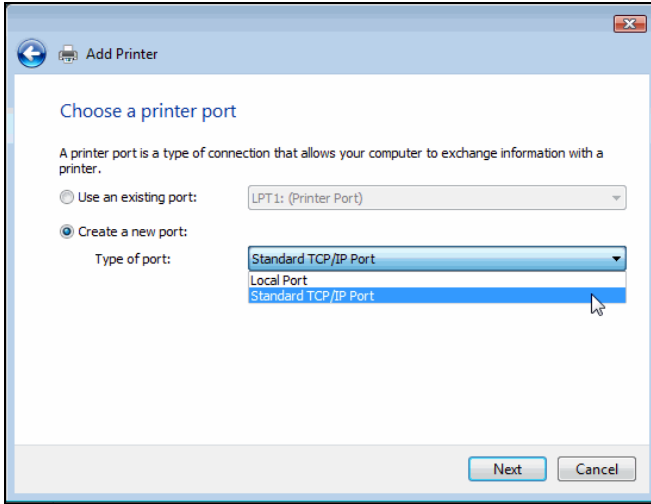 Add Printer
Choose a printer port
A printer port is a type of connection that allows your computer to exchange information with a
printer.
Use an existing port: LPT1: (Printer Port)
Create a new port:
Type of port: Standard TCP/IP Port
Local Port
Standard TCP/IP Port
Next Cancel